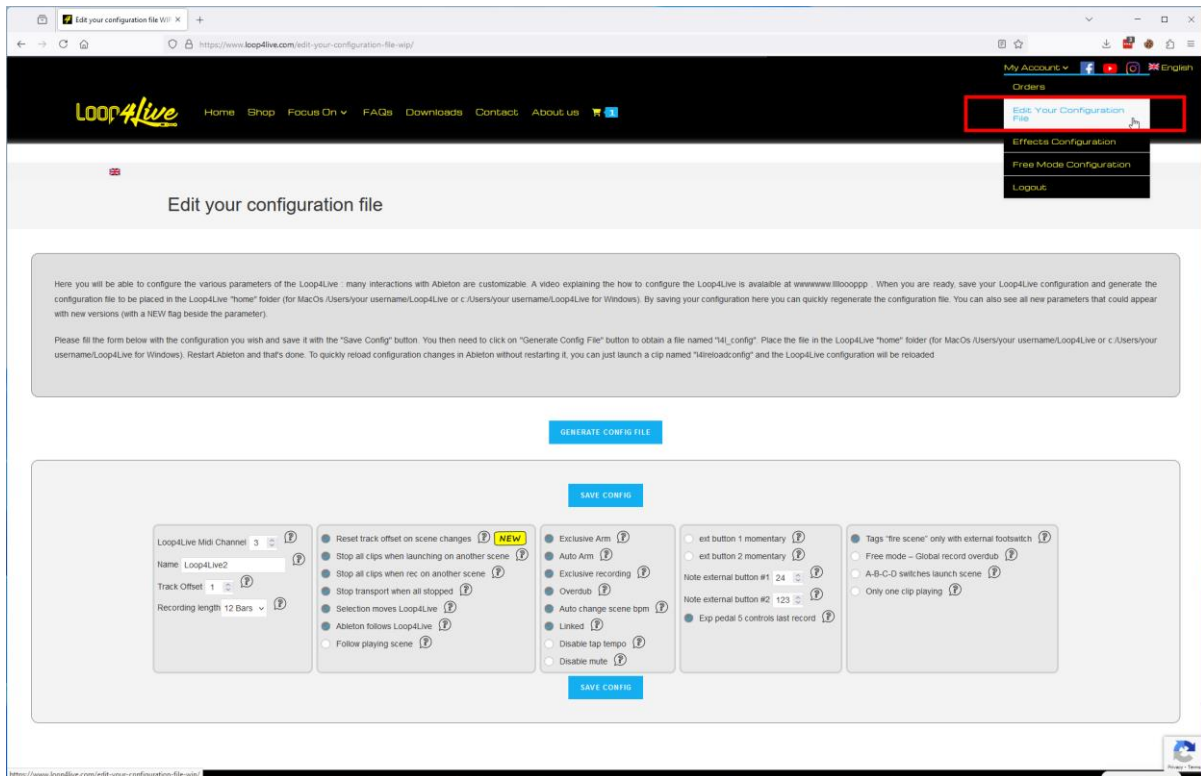 Edit your configuration file WIP
https://www.loop4live.com/edit-your-configuration-file-wip/
My Account
English
Loop4Live
Home Shop Focus On FAQs Downloads Contact About us 1
Orders
Edit Your Configuration
File
Effects Configuration
Free Mode Configuration
Logout
Edit your configuration file
Here you will be able to configure the various parameters of the Loop4Live : many interactions with Ableton are customizable. A video explaining the how to configure the Loop4Live is avalaible at wwwwwww.llllooppp . When you are ready, save your Loop4Live configuration and generate the
configuration file to be placed in the Loop4Live "home" folder (for MacOs /Users/your username/Loop4Live or c:/Users/your username/Loop4Live for Windows). By saving your configuration here you can quickly regenerate the configuration file. You can also see all new parameters that could appear
with new versions (with a NEW flag beside the parameter).
Please fill the form below with the configuration you wish and save it with the "Save Config" button. You then need to click on "Generate Config File" button to obtain a file named "l4l_config". Place the file in the Loop4Live "home" folder (for MacOs /Users/your username/Loop4Live or c:/Users/your
username/Loop4Live for Windows). Restart Ableton and that's done. To quickly reload configuration changes in Ableton without restarting it, you can just launch a clip named "l4lreloadconfig" and the Loop4Live configuration will be reloaded
GENERATE CONFIG FILE
SAVE CONFIG
Loop4Live Midi Channel 3
Name Loop4Live2
Track Offset 1
Recording length 12 Bars
Reset track offset on scene changes NEW
Stop all clips when launching on another scene
Stop all clips when rec on another scene
Stop transport when all stopped
Selection moves Loop4Live
Ableton follows Loop4Live
Follow playing scene
Exclusive Arm
Auto Arm
Exclusive recording
Overdub
Auto change scene bpm
Linked
Disable tap tempo
Disable mute
ext button 1 momentary
ext button 2 momentary
Note external button #1 24
Note external button #2 123
Exp pedal 5 controls last record
Tags "fire scene" only with external footswitch
Free mode – Global record overdub
A-B-C-D switches launch scene
Only one clip playing
SAVE CONFIG
Privacy - Terms
https://www.loop4live.com/edit-your-configuration-file-wip/